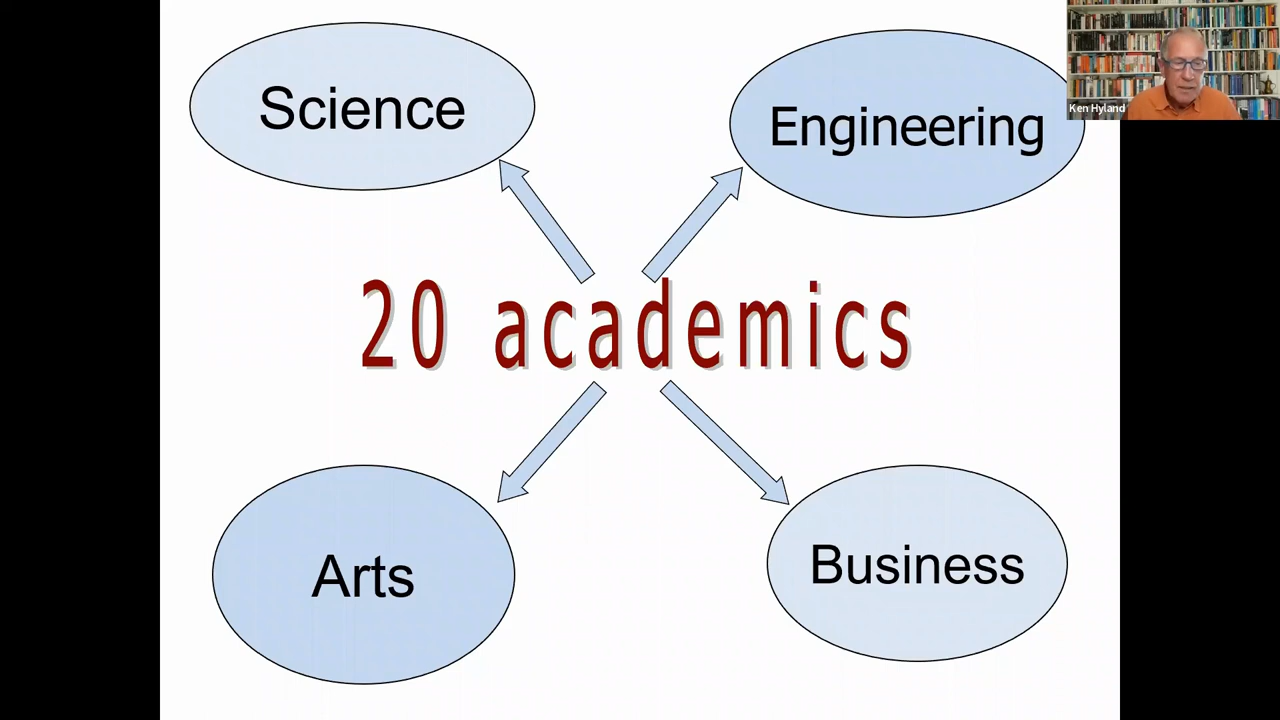 Science
Engineering
Ken Hyland
20 academics
Arts
Business